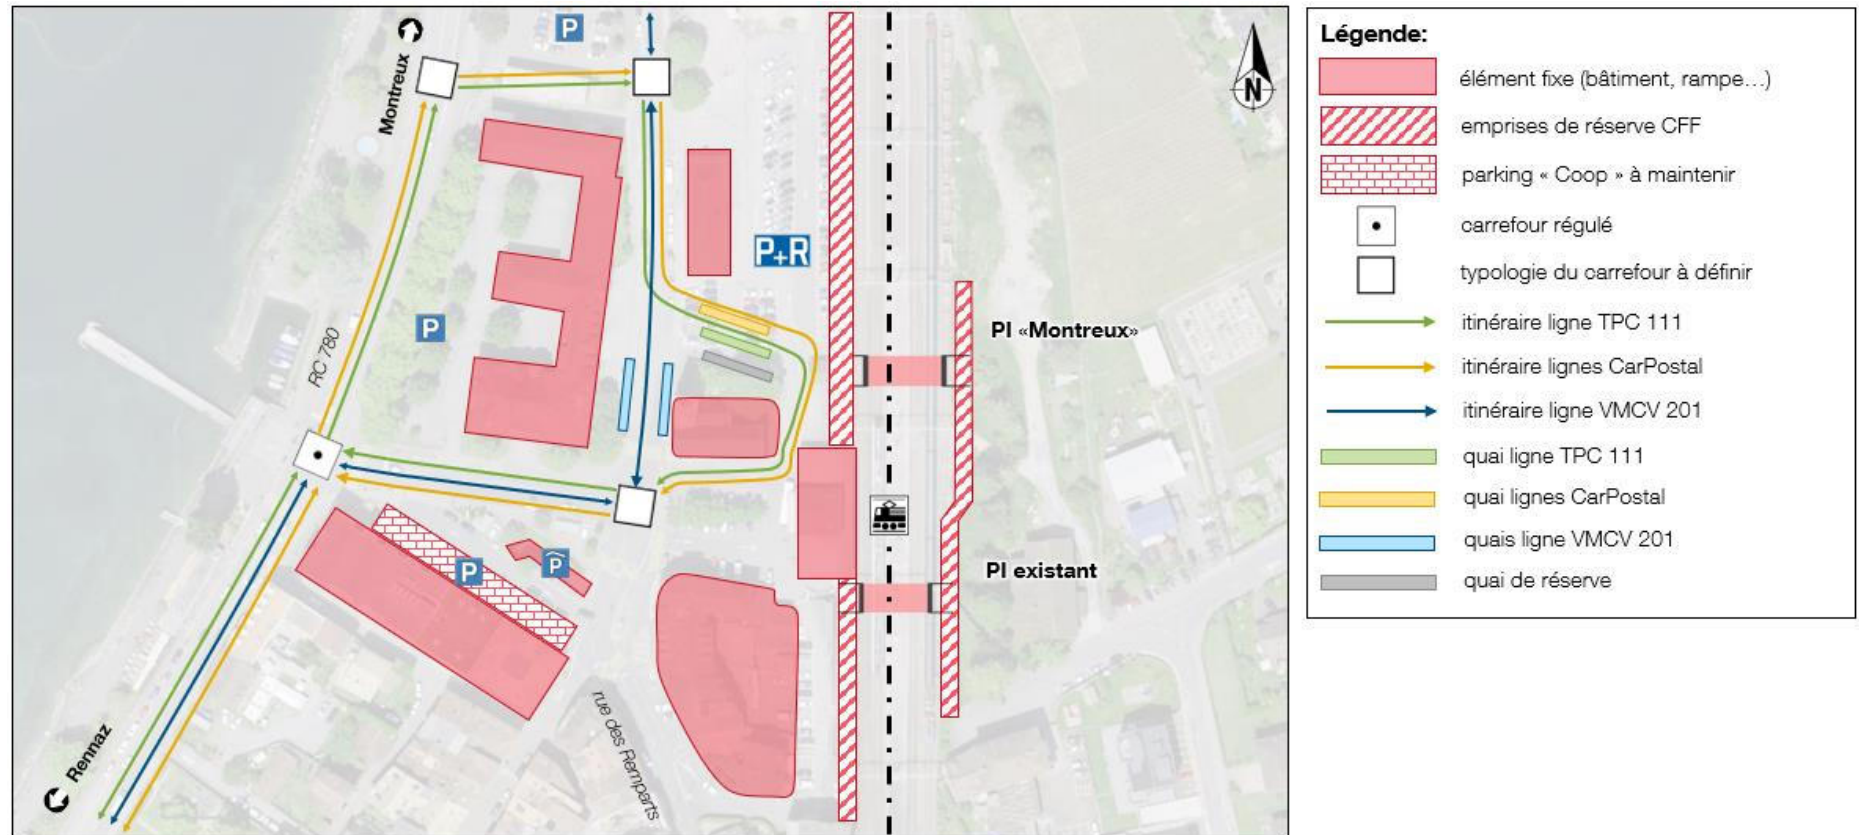 P
Montreux
N
P+R
P
RC 780
PI «Montreux»
P
P
PI existant
rue des Remparts
Rennaz
Légende:
élément fixe (bâtiment, rampe...)
emprises de réserve CFF
parking « Coop » à maintenir
carrefour régulé
typologie du carrefour à définir
itinéraire ligne TPC 111
itinéraire lignes CarPostal
itinéraire ligne VMCV 201
quai ligne TPC 111
quai lignes CarPostal
quais ligne VMCV 201
quai de réserve